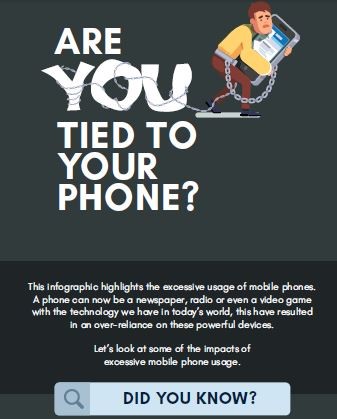 ARE
YOU
TIED TO
YOUR
PHONE?
This infographic highlights the excessive usage of mobile phones.
A phone can now be a newspaper, radio or even a video game
with the technology we have in today's world, this have resulted
in an over-reliance on these powerful devices.
Let's look at some of the impacts of
excessive mobile phone usage.
DID YOU KNOW?